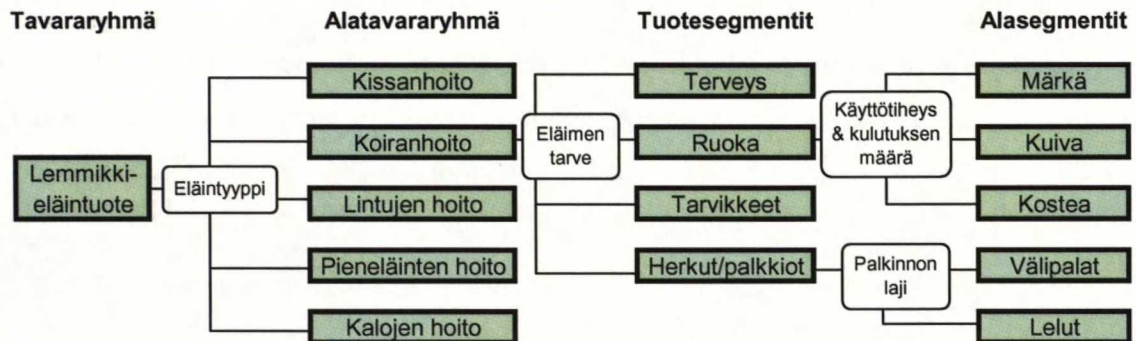 Tavararyhmä
Alatavararyhmä
Tuotesegmentit
Alasegmentit
Lemmikki-
eläintuote
Eläintyyppi
Kissanhoito
Koiranhoito
Lintujen hoito
Pieneläinten hoito
Kalojen hoito
Eläimen
tarve
Terveys
Ruoka
Tarvikkeet
Herkut/palkkiot
Käyttötiheys
& kulutuksen
määrä
Palkinnon
laji
Märkä
Kuiva
Kostea
Välipalat
Lelut